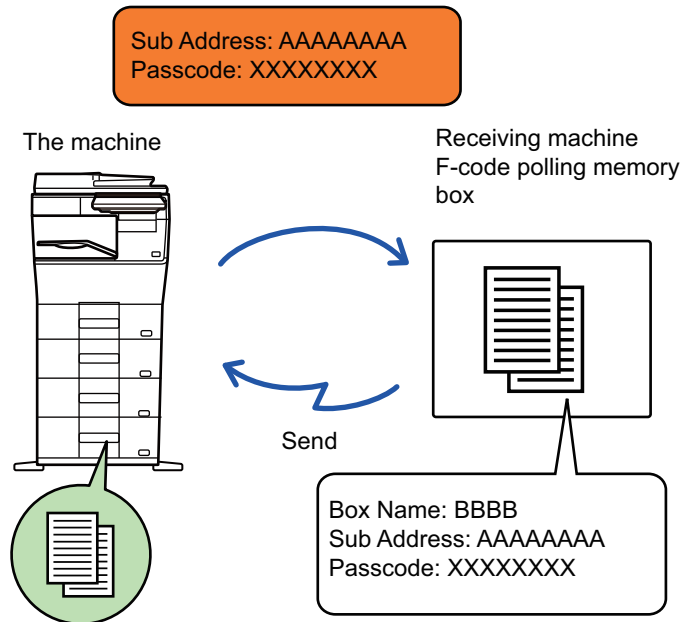 Sub Address: AAAAAAAA
Passcode: XXXXXXXX
The machine
Receiving machine
F-code polling memory
box
Send
Box Name: BBBB
Sub Address: AAAAAAAA
Passcode: XXXXXXXX